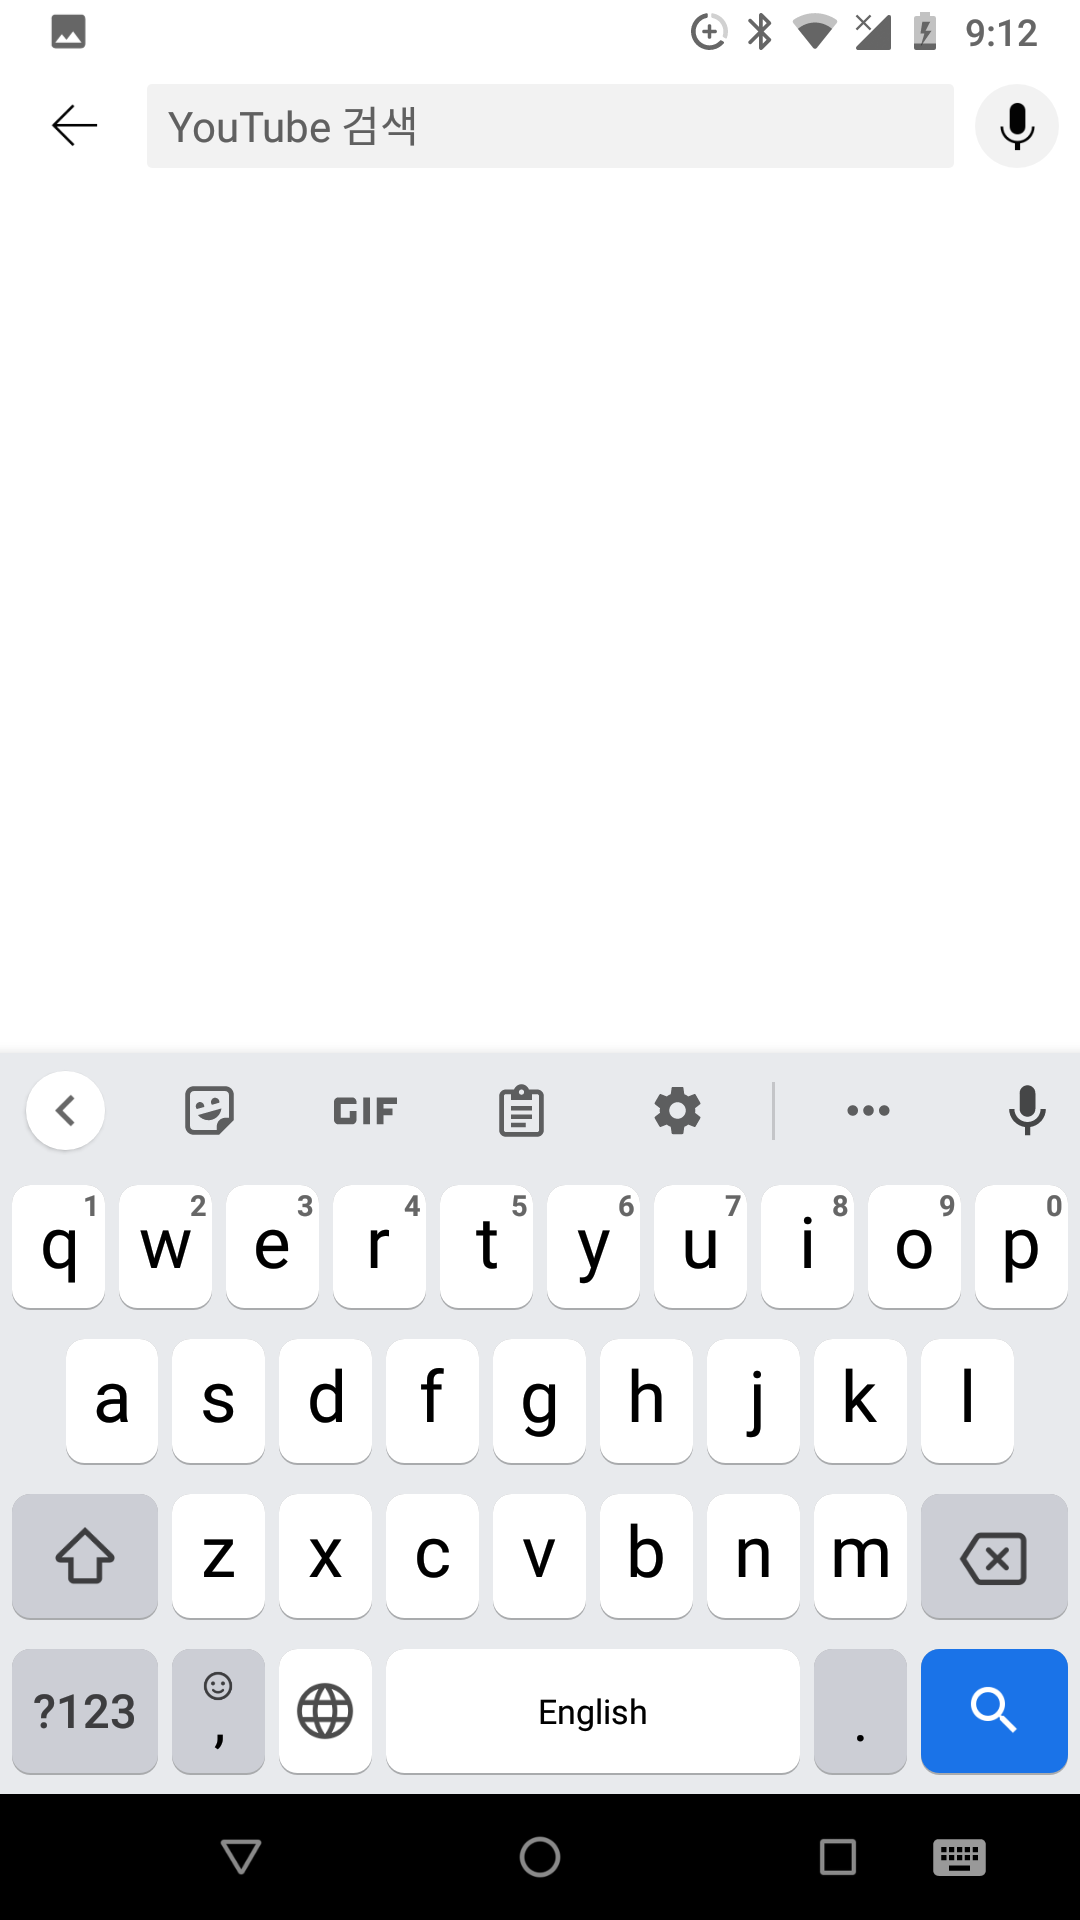 9:12
YouTube 검색
GIF
q 1 w 2 e 3 r 4 t 5 y 6 u 7 i 8 o 9 p 0
a s d f g h j k l
z x c v b n m
?123 , English .